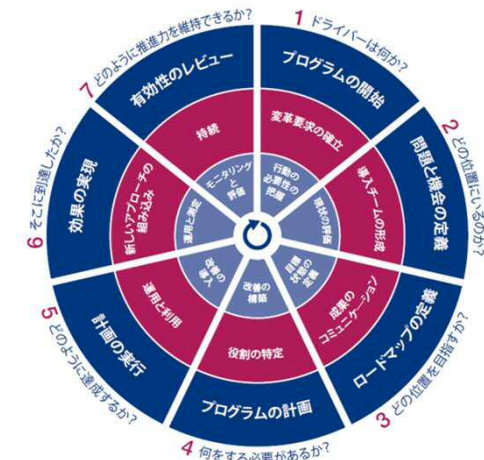 1 ドライバーは何か?
プログラムの開始
変革要求の確立
行動の
必要性の
把握
2 どの位置にいるのか?
問題と機会の定義
導入チームの形成
現状の評価
3 どの位置を目指すか?
ロードマップの定義
成果の
コミュニケーション
目標
状態の
定義
4 何をする必要があるか?
プログラムの計画
役割の特定
改善の
構築
5 どのように達成するか?
計画の実行
運用と利用
改善の
導入
6 そこに到達したか?
効果の実現
新しいアプローチの
組み込み
運用と測定
7 どのように推進力を維持できるか?
有効性のレビュー
持続
モニタリング
と
評価